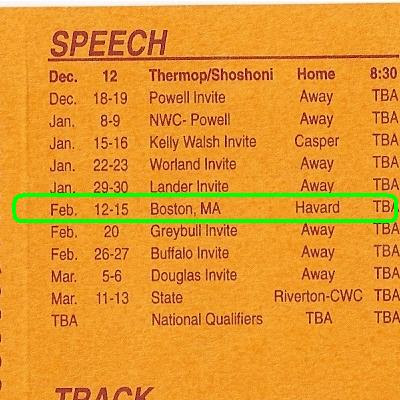 SPEECH
Dec. 12 Thermop/Shoshoni Home 8:30
Dec. 18-19 Powell Invite Away TBA
Jan. 8-9 NWC- Powell Away TBA
Jan. 15-16 Kelly Walsh Invite Casper TBA
Jan. 22-23 Worland Invite Away TBA
Jan. 29-30 Lander Invite Away TBA
Feb. 12-15 Boston, MA Havard TBA
Feb. 20 Greybull Invite Away TBA
Feb. 26-27 Buffalo Invite Away TBA
Mar. 5-6 Douglas Invite Away TBA
Mar. 11-13 State Riverton-CWC TBA
TBA National Qualifiers TBA TBA
TRACK